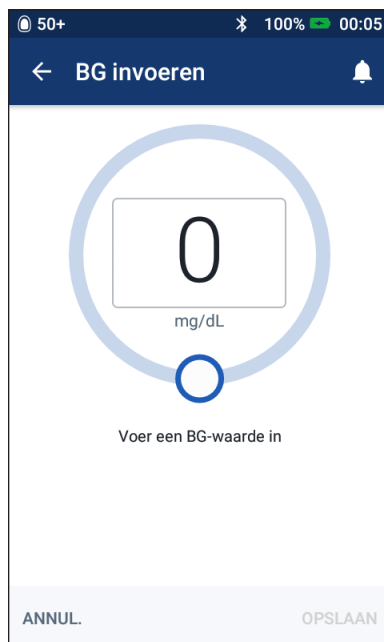 50+ 100% 00:05
BG invoeren
0
mg/dL
Voer een BG-waarde in
ANNUL. OPSLAAN